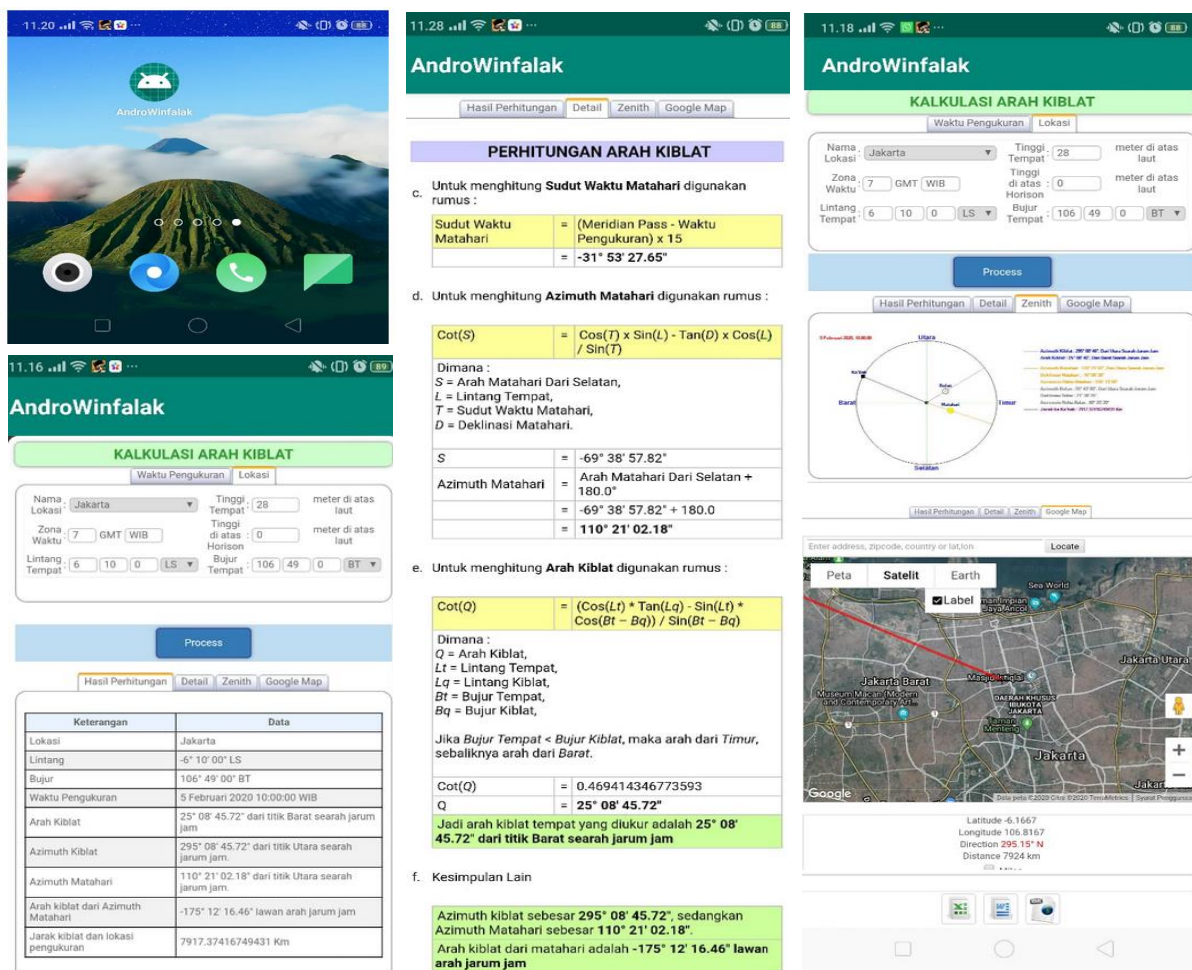 11.20
88
AndroWinfalak
11.16
89
AndroWinfalak
KALKULASI ARAH KIBLAT
Waktu Pengukuran Lokasi
Nama Lokasi : Jakarta Tinggi Tempat : 28 meter di atas laut
Zona Waktu : 7 GMT WIB Tinggi di atas Horison : 0 meter di atas laut
Lintang Tempat : 6 10 0 LS Bujur Tempat : 106 49 0 BT
Process
Hasil Perhitungan Detail Zenith Google Map
Keterangan Data
Lokasi Jakarta
Lintang -6° 10' 00" LS
Bujur 106° 49' 00" BT
Waktu Pengukuran 5 Februari 2020 10:00:00 WIB
Arah Kiblat 25° 08' 45.72" dari titik Barat searah jarum
jam
Azimuth Kiblat 295° 08' 45.72" dari titik Utara searah
jarum jam.
Azimuth Matahari 110° 21' 02.18" dari titik Utara searah
jarum jam.
Arah kiblat dari Azimuth Matahari -175° 12' 16.46" lawan arah jarum jam
Jarak kiblat dan lokasi pengukuran 7917.37416749431 Km
11.28
88
AndroWinfalak
Hasil Perhitungan Detail Zenith Google Map
PERHITUNGAN ARAH KIBLAT
c. Untuk menghitung Sudut Waktu Matahari digunakan
rumus :
Sudut Waktu Matahari = (Meridian Pass - Waktu
Pengukuran) x 15
= -31° 53' 27.65"
d. Untuk menghitung Azimuth Matahari digunakan rumus :
Cot(S) = Cos(T) x Sin(L) - Tan(D) x Cos(L)
/ Sin(T)
Dimana :
S = Arah Matahari Dari Selatan,
L = Lintang Tempat,
T = Sudut Waktu Matahari,
D = Deklinasi Matahari.
S = -69° 38' 57.82"
Azimuth Matahari = Arah Matahari Dari Selatan +
180.0°
= -69° 38' 57.82" + 180.0
= 110° 21' 02.18"
e. Untuk menghitung Arah Kiblat digunakan rumus :
Cot(Q) = (Cos(Lt) * Tan(Lq) - Sin(Lt) *
Cos(Bt – Bq)) / Sin(Bt – Bq)
Dimana :
Q = Arah Kiblat,
Lt = Lintang Tempat,
Lq = Lintang Kiblat,
Bt = Bujur Tempat,
Bq = Bujur Kiblat,
Jika Bujur Tempat < Bujur Kiblat, maka arah dari Timur,
sebaliknya arah dari Barat.
Cot(Q) = 0.469414346773593
Q = 25° 08' 45.72"
Jadi arah kiblat tempat yang diukur adalah 25° 08'
45.72" dari titik Barat searah jarum jam
f. Kesimpulan Lain
Azimuth kiblat sebesar 295° 08' 45.72", sedangkan
Azimuth Matahari sebesar 110° 21' 02.18".
Arah kiblat dari matahari adalah -175° 12' 16.46" lawan
arah jarum jam
11.18
88
AndroWinfalak
KALKULASI ARAH KIBLAT
Waktu Pengukuran Lokasi
Nama Lokasi : Jakarta Tinggi Tempat : 28 meter di atas laut
Zona Waktu : 7 GMT WIB Tinggi di atas Horison : 0 meter di atas laut
Lintang Tempat : 6 10 0 LS Bujur Tempat : 106 49 0 BT
Process
Hasil Perhitungan Detail Zenith Google Map
Utara
Barat
Timur
Selatan
Matahari
Hasil Perhitungan Detail Zenith Google Map
Enter address, zipcode, country or lat,lon Locate
Peta Satelit Earth
Label
Sea World
Jaya Ancol
Jakarta Utara
Jakarta Barat
Museum Macan (Modern
and Contemporary Art...
DAERAH KHUSUS
IBUKOTA
JAKARTA
Taman
Menteng
Jakarta
Google
Latitude -6.1667
Longitude 106.8167
Direction 295.15° N
Distance 7924 km